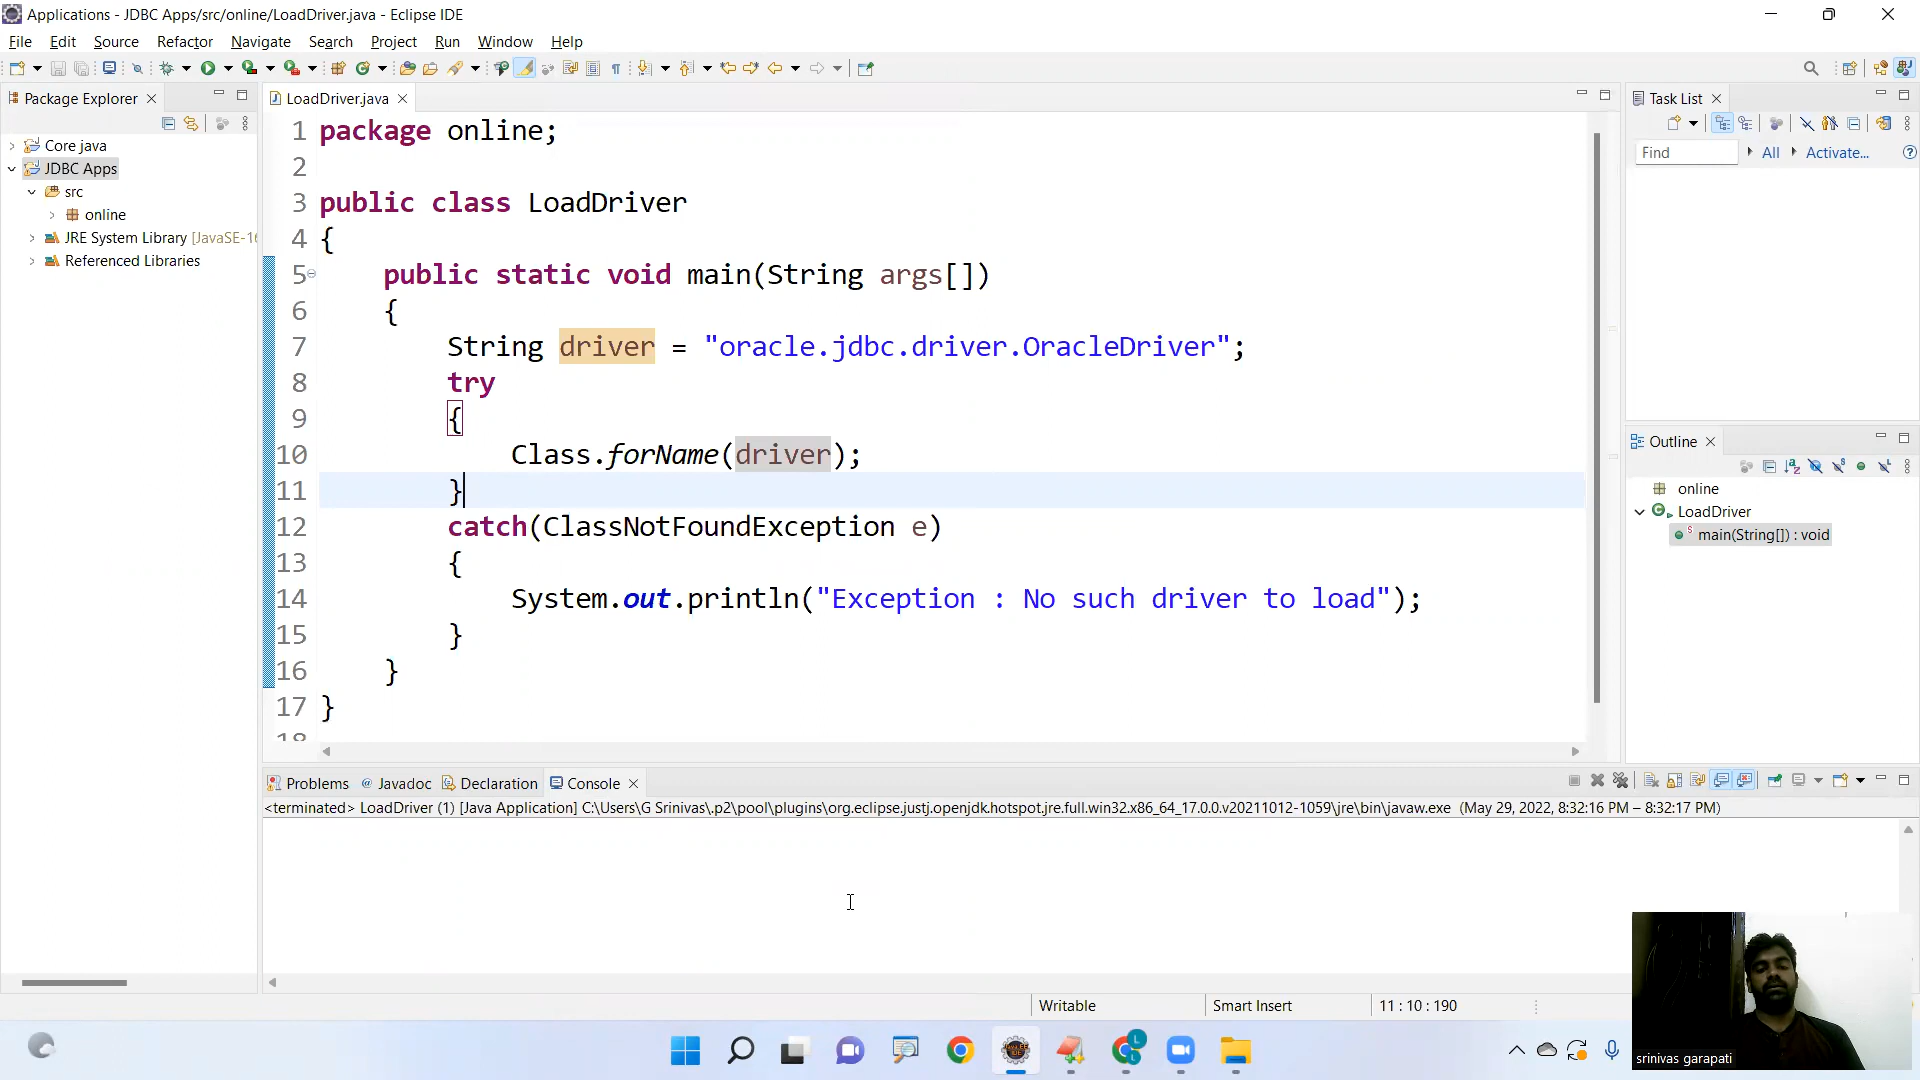 Applications - JDBC Apps/src/online/LoadDriver.java - Eclipse IDE
File Edit Source Refactor Navigate Search Project Run Window Help
Package Explorer
Core java
JDBC Apps
src
online
JRE System Library [JavaSE-16
Referenced Libraries
LoadDriver.java
1 package online;
2
3 public class LoadDriver
4 {
5 public static void main(String args[])
6 {
7 String driver = "oracle.jdbc.driver.OracleDriver";
8 try
9 {
10 Class.forName(driver);
11 }
12 catch(ClassNotFoundException e)
13 {
14 System.out.println("Exception : No such driver to load");
15 }
16 }
17 }
18
Task List
Find All Activate...
Outline
online
LoadDriver
main(String[]) : void
Problems Javadoc Declaration Console
<terminated> LoadDriver (1) [Java Application] C:\Users\G Srinivas\.p2\pool\plugins\org.eclipse.justj.openjdk.hotspot.jre.full.win32.x86_64_17.0.0.v20211012-1059\jre\bin\javaw.exe (May 29, 2022, 8:32:16 PM – 8:32:17 PM)
Writable Smart Insert 11 : 10 : 190
srinivas garapati